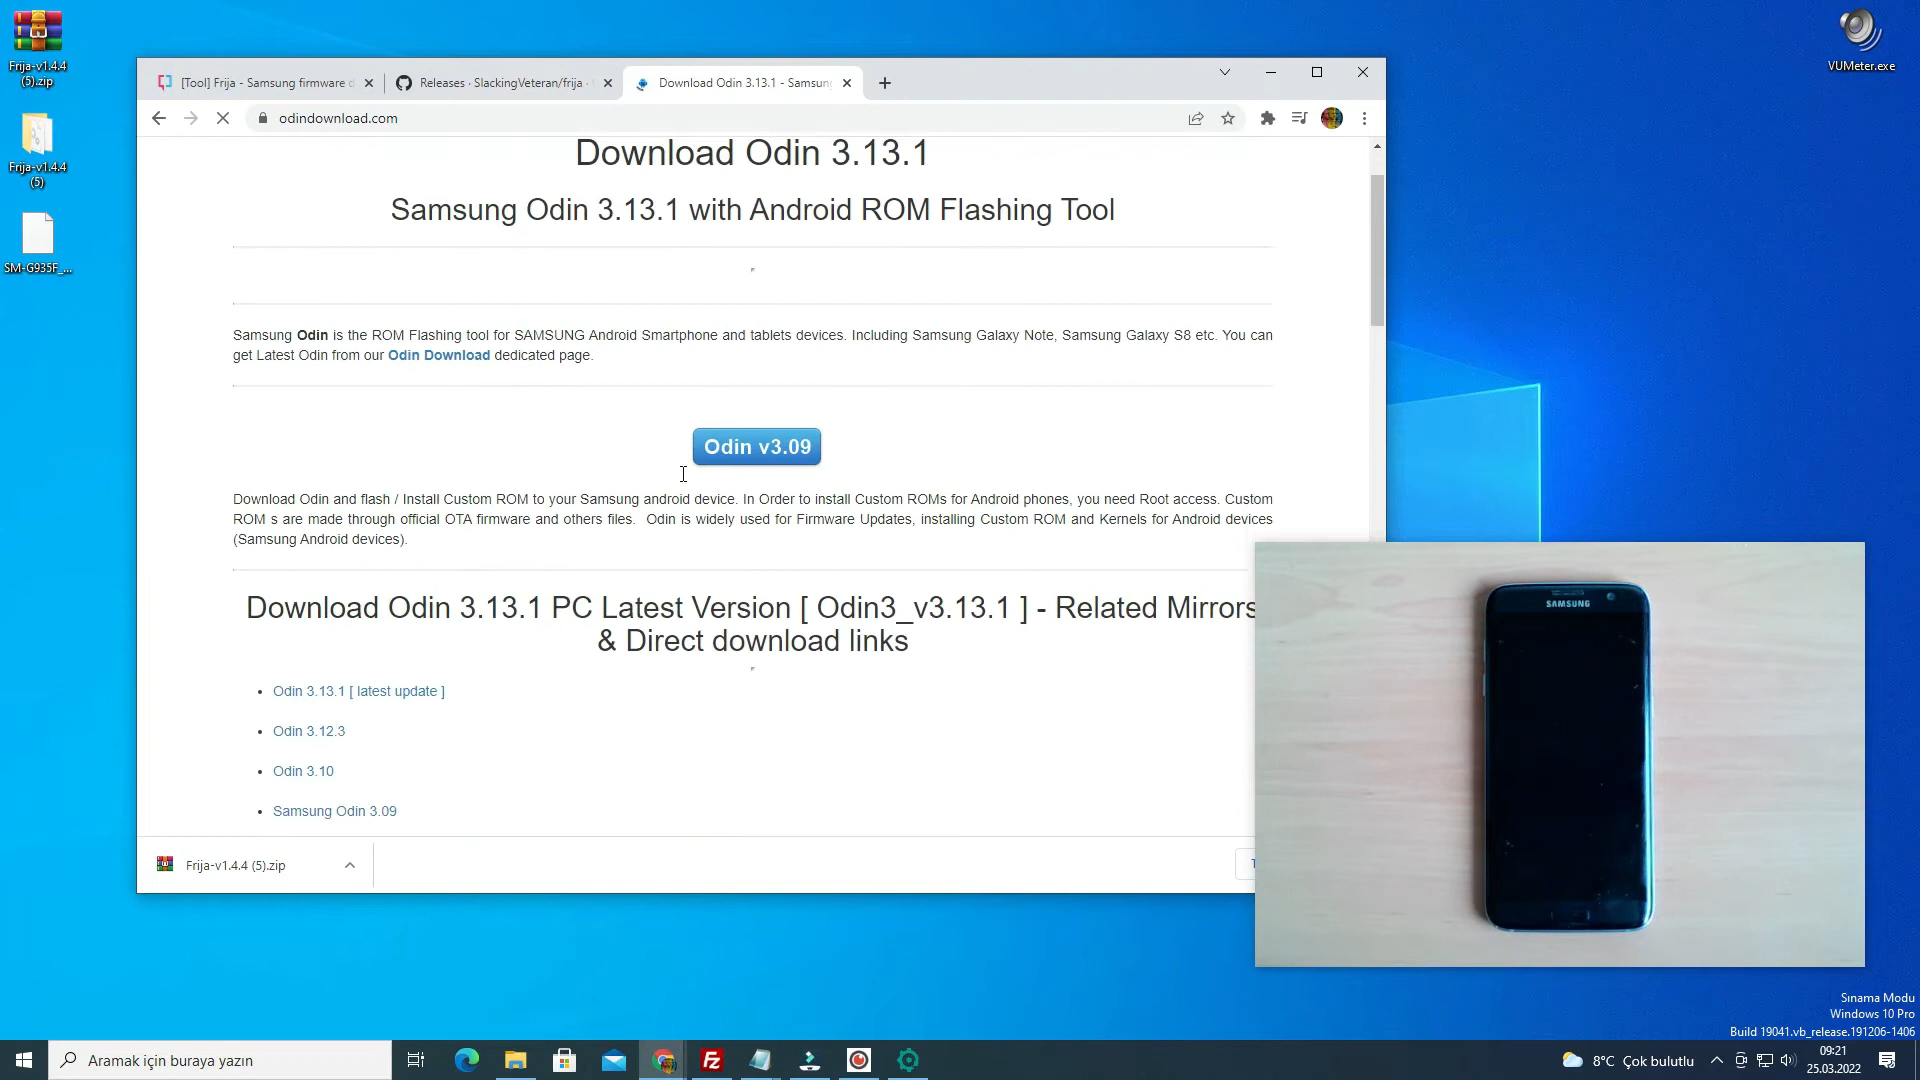 Frija-v1.4.4
(5).zip
Frija-v1.4.4
(5)
SM-G935F_...
VUMeter.exe
[Tool] Frija - Samsung firmware d
Releases · SlackingVeteran/frija ·
Download Odin 3.13.1 - Samsung
odindownload.com
Download Odin 3.13.1
Samsung Odin 3.13.1 with Android ROM Flashing Tool
Samsung Odin is the ROM Flashing tool for SAMSUNG Android Smartphone and tablets devices. Including Samsung Galaxy Note, Samsung Galaxy S8 etc. You can
get Latest Odin from our Odin Download dedicated page.
Odin v3.09
Download Odin and flash / Install Custom ROM to your Samsung android device. In Order to install Custom ROMs for Android phones, you need Root access. Custom
ROM s are made through official OTA firmware and others files. Odin is widely used for Firmware Updates, installing Custom ROM and Kernels for Android devices
(Samsung Android devices).
Download Odin 3.13.1 PC Latest Version [ Odin3_v3.13.1 ] - Related Mirrors
& Direct download links
• Odin 3.13.1 [ latest update ]
• Odin 3.12.3
• Odin 3.10
• Samsung Odin 3.09
Frija-v1.4.4 (5).zip
SAMSUNG
Sınama Modu
Windows 10 Pro
Build 19041.vb_release.191206-1406
Aramak için buraya yazın
8°C Çok bulutlu
09:21
25.03.2022